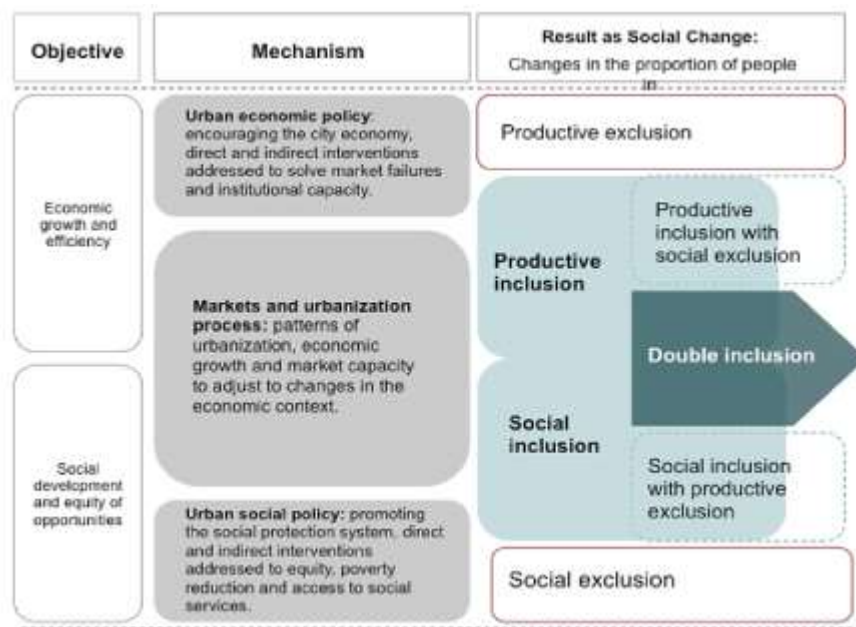 Objective
Mechanism
Result as Social Change:
Changes in the proportion of people
in
Economic
growth and
efficiency
Social
development
and equity of
opportunities
Urban economic policy:
encouraging the city economy,
direct and indirect interventions
addressed to solve market failures
and institutional capacity.
Markets and urbanization
process: patterns of
urbanization, economic
growth and market capacity
to adjust to changes in the
economic context.
Urban social policy: promoting
the social protection system, direct
and indirect interventions
addressed to equity, poverty
reduction and access to social
services.
Productive exclusion
Productive
inclusion
Productive
inclusion with
social exclusion
Double inclusion
Social
inclusion
Social inclusion
with productive
exclusion
Social exclusion